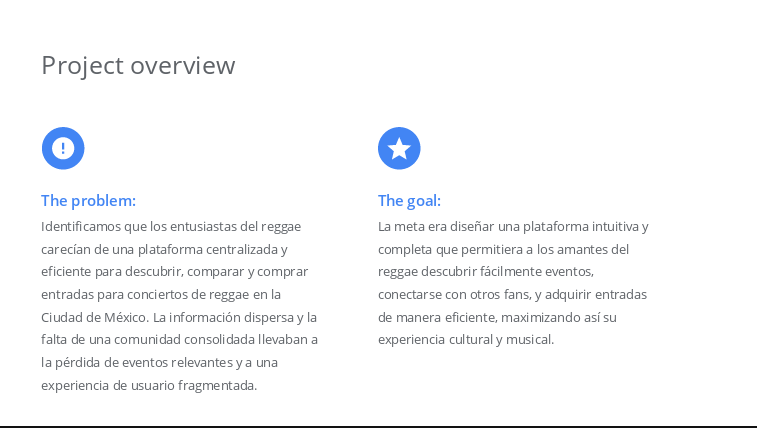 Project overview
The problem:
Identificamos que los entusiastas del reggae
carecían de una plataforma centralizada y
eficiente para descubrir, comparar y comprar
entradas para conciertos de reggae en la
Ciudad de México. La información dispersa y la
falta de una comunidad consolidada llevaban a
la pérdida de eventos relevantes y a una
experiencia de usuario fragmentada.
The goal:
La meta era diseñar una plataforma intuitiva y
completa que permitiera a los amantes del
reggae descubrir fácilmente eventos,
conectarse con otros fans, y adquirir entradas
de manera eficiente, maximizando así su
experiencia cultural y musical.